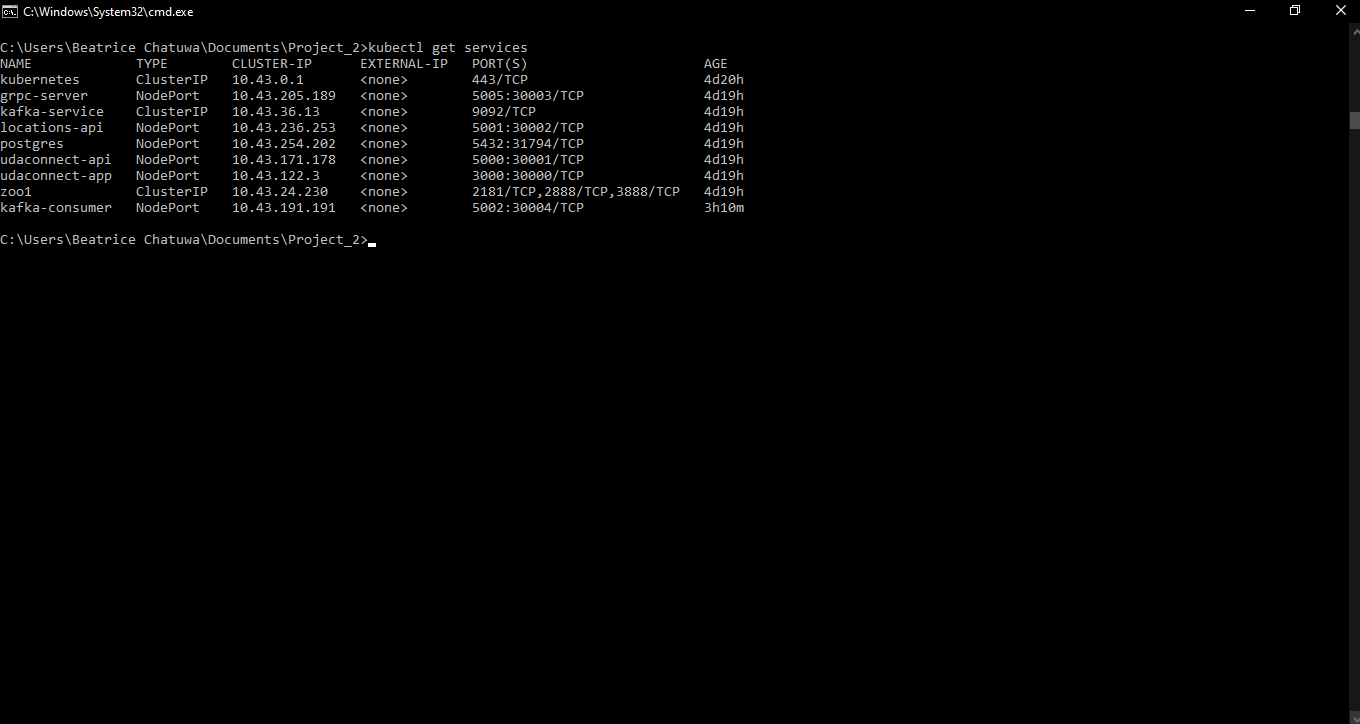 C:\Windows\System32\cmd.exe
C:\Users\Beatrice Chatuwa\Documents\Project_2>kubectl get services
NAME             TYPE        CLUSTER-IP      EXTERNAL-IP   PORT(S)                      AGE
kubernetes       ClusterIP   10.43.0.1       <none>        443/TCP                      4d20h
grpc-server      NodePort    10.43.205.189   <none>        5005:30003/TCP               4d19h
kafka-service    ClusterIP   10.43.36.13     <none>        9092/TCP                     4d19h
locations-api    NodePort    10.43.236.253   <none>        5001:30002/TCP               4d19h
postgres         NodePort    10.43.254.202   <none>        5432:31794/TCP               4d19h
udaconnect-api   NodePort    10.43.171.178   <none>        5000:30001/TCP               4d19h
udaconnect-app   NodePort    10.43.122.3     <none>        3000:30000/TCP               4d19h
zoo1             ClusterIP   10.43.24.230    <none>        2181/TCP,2888/TCP,3888/TCP   4d19h
kafka-consumer   NodePort    10.43.191.191   <none>        5002:30004/TCP               3h10m
C:\Users\Beatrice Chatuwa\Documents\Project_2>